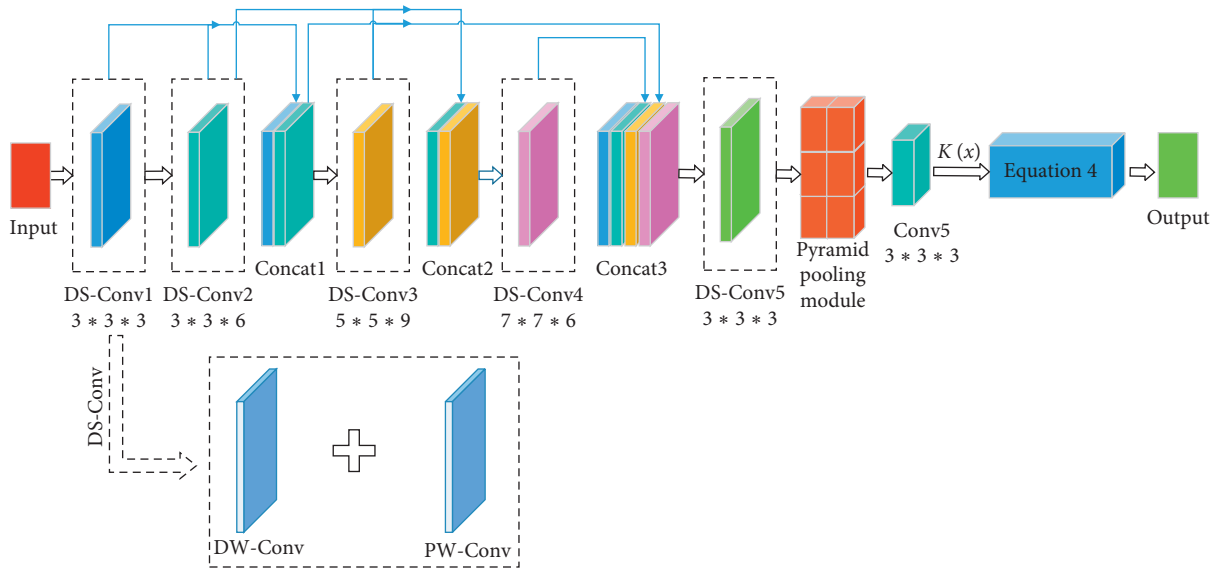 Input
DS-Conv1
3 * 3 * 3
DS-Conv2
3 * 3 * 6
Concat1
DS-Conv3
5 * 5 * 9
Concat2
DS-Conv4
7 * 7 * 6
Concat3
DS-Conv5
3 * 3 * 3
Pyramid
pooling
module
Conv5
3 * 3 * 3
K (x)
Equation 4
Output
DS-Conv
DW-Conv
PW-Conv